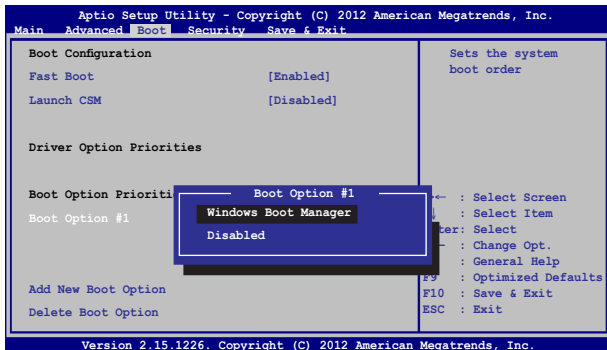 Aptio Setup Utility - Copyright (C) 2012 American Megatrends, Inc.
Main Advanced Boot Security Save & Exit
Boot Configuration
Fast Boot [Enabled]
Launch CSM [Disabled]
Driver Option Priorities
Boot Option Prioriti
Boot Option #1
Add New Boot Option
Delete Boot Option
Boot Option #1
Windows Boot Manager
Disabled
Sets the system
boot order
← : Select Screen
: Select Item
ter: Select
: Change Opt.
: General Help
F9 : Optimized Defaults
F10 : Save & Exit
ESC : Exit
Version 2.15.1226. Copyright (C) 2012 American Megatrends, Inc.